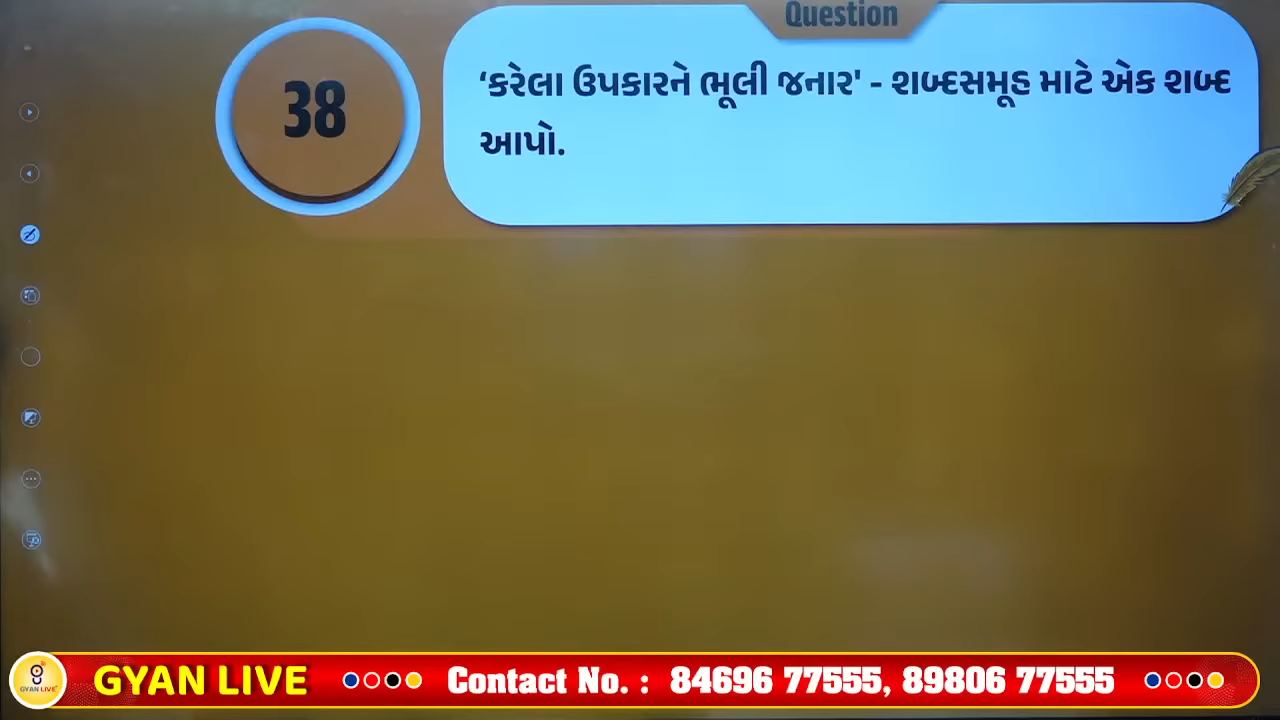 Question
38
‘કરેલા ઉપકારને ભૂલી જનાર' - શબ્દસમૂહ માટે એક શબ્દ
આપો.
GYAN LIVE
GYAN LIVE
Contact No. : 84696 77555, 89806 77555